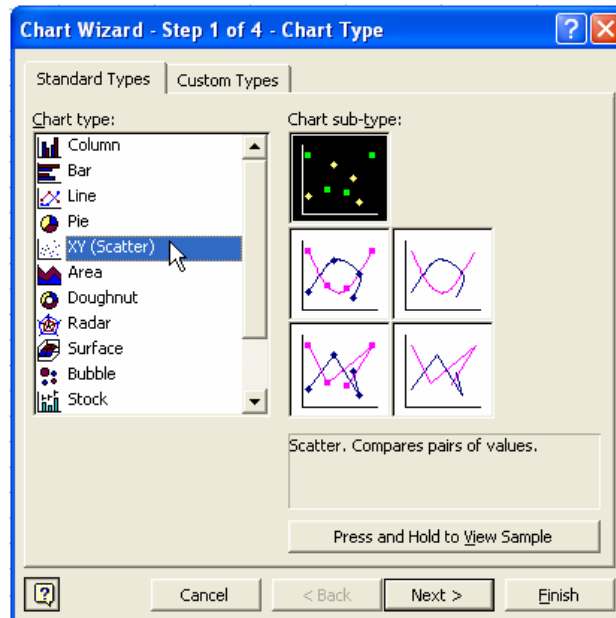 Chart Wizard - Step 1 of 4 - Chart Type
Standard Types
Custom Types
Chart type:
Column
Bar
Line
Pie
XY (Scatter)
Area
Doughnut
Radar
Surface
Bubble
Stock
Chart sub-type:
Scatter. Compares pairs of values.
Press and Hold to View Sample
Cancel
< Back
Next >
Finish